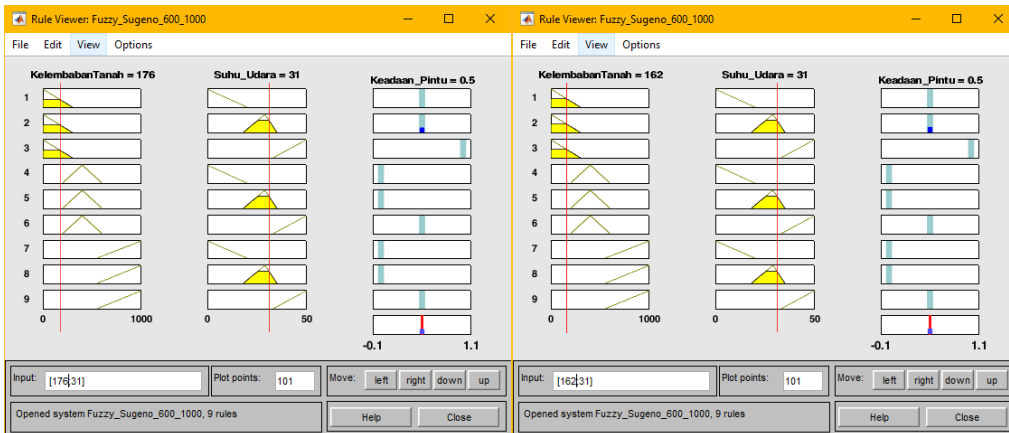 Rule Viewer: Fuzzy_Sugeno_600_1000
File Edit View Options
KelembabanTanah = 176 Suhu_Udara = 31 Keadaan_Pintu = 0.5
1
2
3
4
5
6
7
8
9
0 1000 0 50
-0.1 1.1
Input: [176;31] Plot points: 101 Move: left right down up
Opened system Fuzzy_Sugeno_600_1000, 9 rules Help Close
Rule Viewer: Fuzzy_Sugeno_600_1000
File Edit View Options
KelembabanTanah = 162 Suhu_Udara = 31 Keadaan_Pintu = 0.5
1
2
3
4
5
6
7
8
9
0 1000 0 50
-0.1 1.1
Input: [162;31] Plot points: 101 Move: left right down up
Opened system Fuzzy_Sugeno_600_1000, 9 rules Help Close